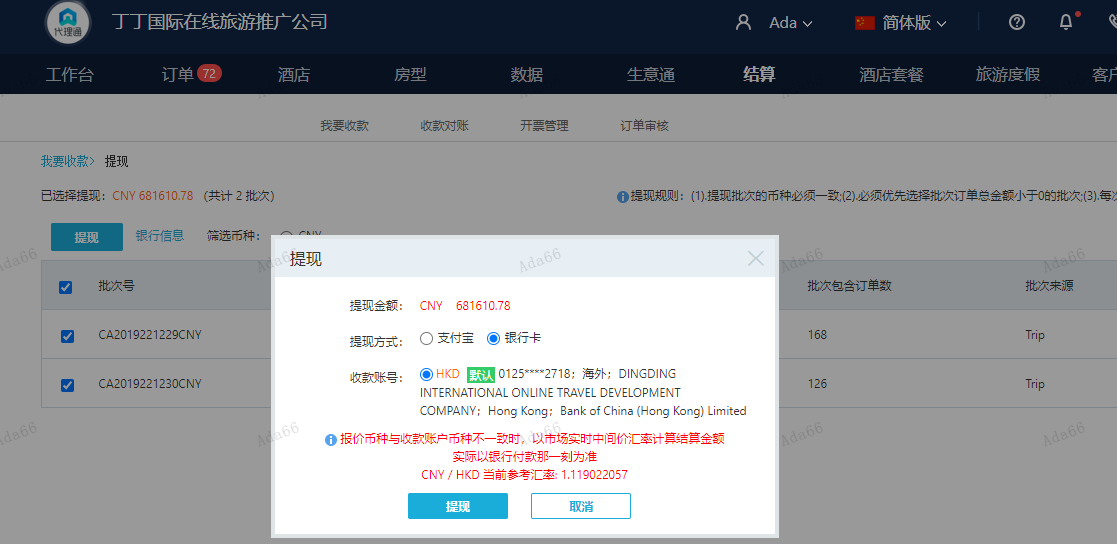 代理通
丁丁国际在线旅游推广公司
Ada
简体版
工作台
订单 72
酒店
房型
数据
生意通
结算
酒店套餐
旅游度假
客户
我要收款
收款对账
开票管理
订单审核
我要收款> 提现
已选择提现: CNY 681610.78 (共计 2 批次)
提现规则: (1).提现批次的币种必须一致;(2).必须优先选择批次订单总金额小于0的批次;(3).每次
提现
银行信息
筛选币种:
CNY
批次号
批次包含订单数
批次来源
CA2019221229CNY
168
Trip
CA2019221230CNY
126
Trip
提现
提现金额: CNY 681610.78
提现方式: 支付宝 银行卡
收款账号: HKD 默认 0125****2718；海外；DINGDING
INTERNATIONAL ONLINE TRAVEL DEVELOPMENT
COMPANY；Hong Kong；Bank of China (Hong Kong) Limited
报价币种与收款账户币种不一致时，以市场实时中间价汇率计算结算金额
实际以银行付款那一刻为准
CNY / HKD 当前参考汇率: 1.119022057
提现
取消
Ada66
Ada66
Ada66
Ada66
Ada66
Ada66
Ada66
Ada66
Ada66
Ada66